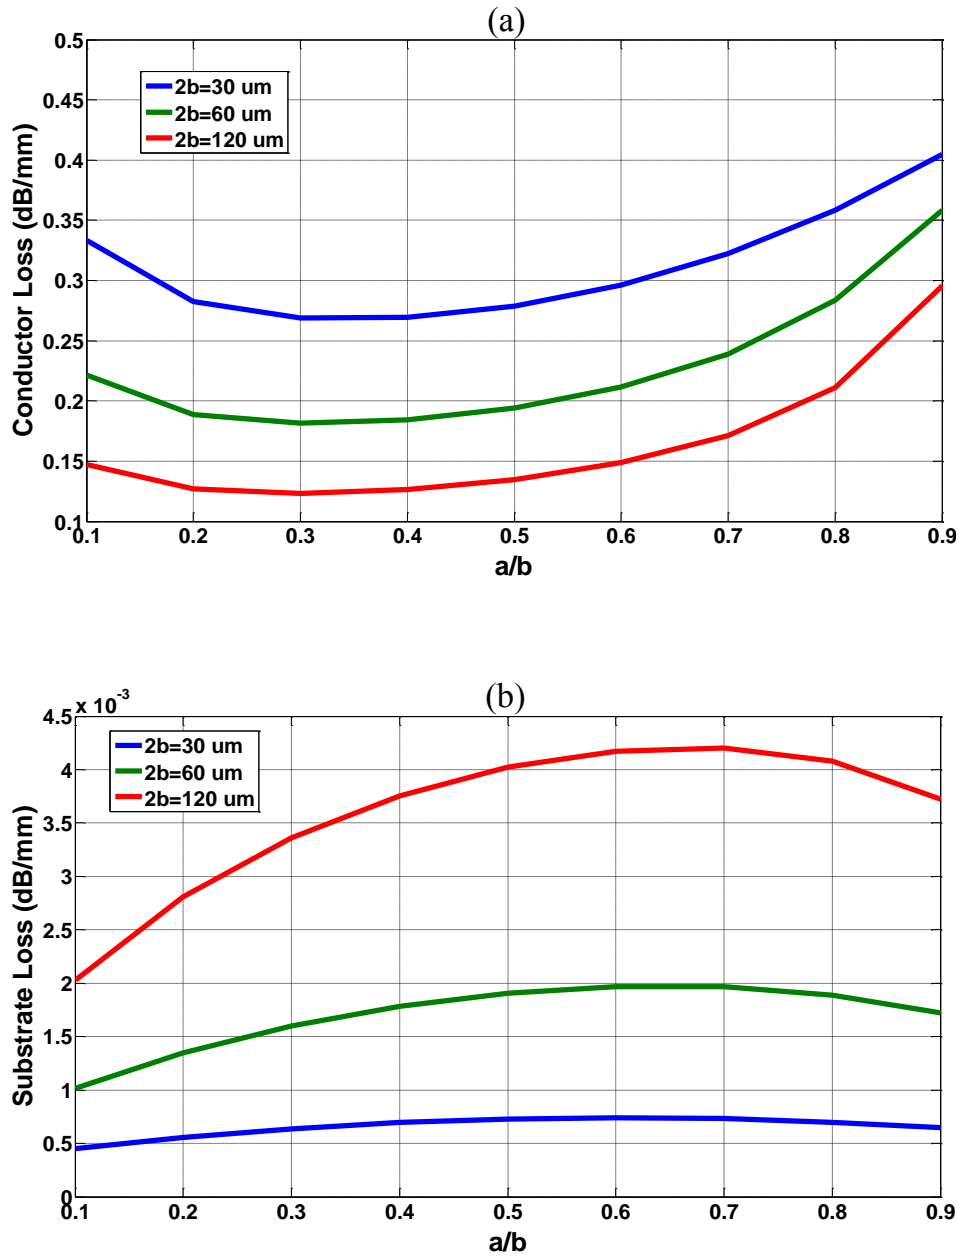 (a)
0.5
0.45
0.4
0.35
0.3
0.25
0.2
0.15
0.1
Conductor Loss (dB/mm)
2b=30 um
2b=60 um
2b=120 um
0.1 0.2 0.3 0.4 0.5 0.6 0.7 0.8 0.9
a/b
(b)
x 10-3
4.5
4
3.5
3
2.5
2
1.5
1
0.5
0
Substrate Loss (dB/mm)
2b=30 um
2b=60 um
2b=120 um
0.1 0.2 0.3 0.4 0.5 0.6 0.7 0.8 0.9
a/b